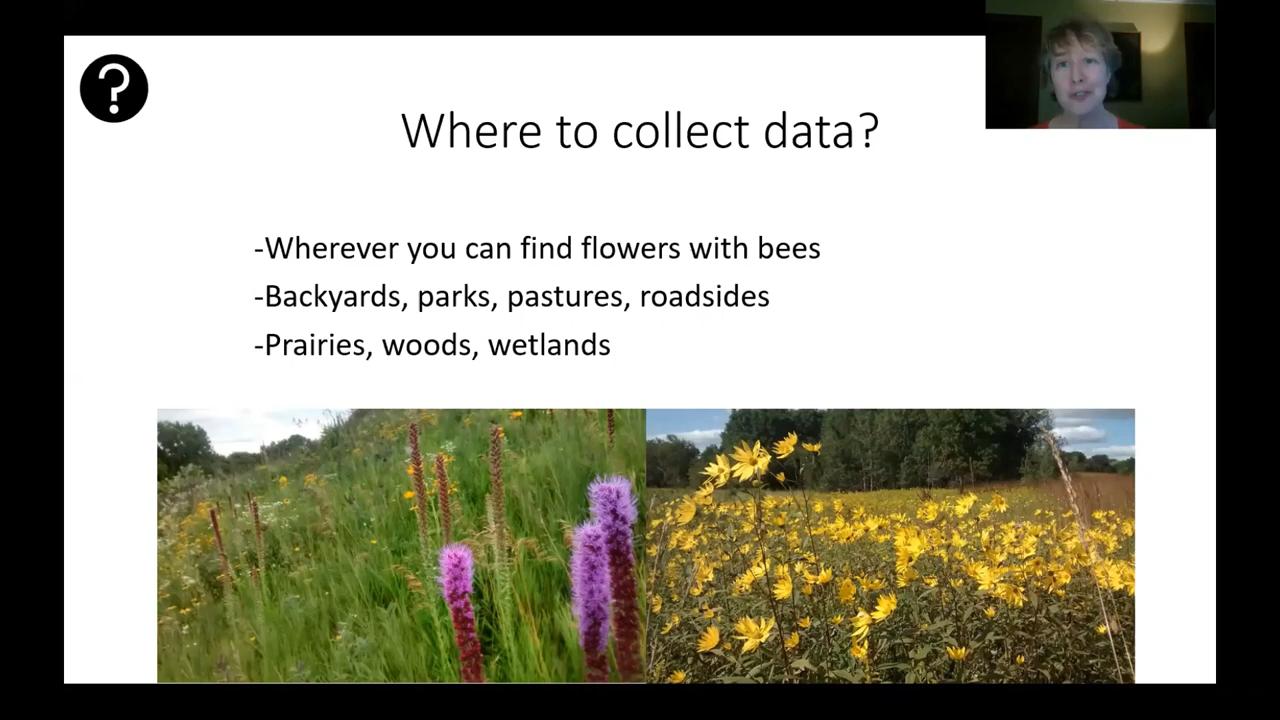 ?
Where to collect data?
-Wherever you can find flowers with bees
-Backyards, parks, pastures, roadsides
-Prairies, woods, wetlands